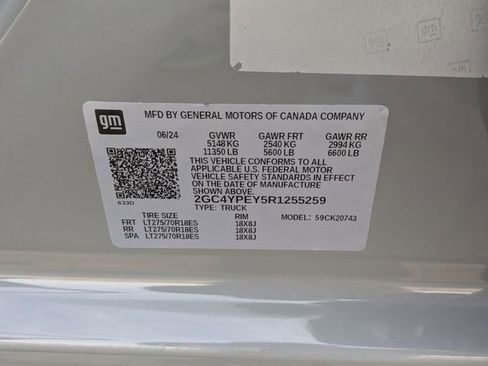 gm
MFD BY GENERAL MOTORS OF CANADA COMPANY
06/24 GVWR GAWR FRT GAWR RR
5148 KG 2540 KG 2994 KG
11350 LB 5600 LB 6600 LB
THIS VEHICLE CONFORMS TO ALL
APPLICABLE U.S. FEDERAL MOTOR
VEHICLE SAFETY STANDARDS IN EFFECT
ON THE DATE OF MANUFACTURE
SHOWN ABOVE.
633D
2GC4YPEY5R1255259
TYPE: TRUCK
TIRE SIZE RIM MODEL: 59CK20743
FRT LT275/70R18ES 18X8J
RR LT275/70R18ES 18X8J
SPA LT275/70R18ES 18X8J